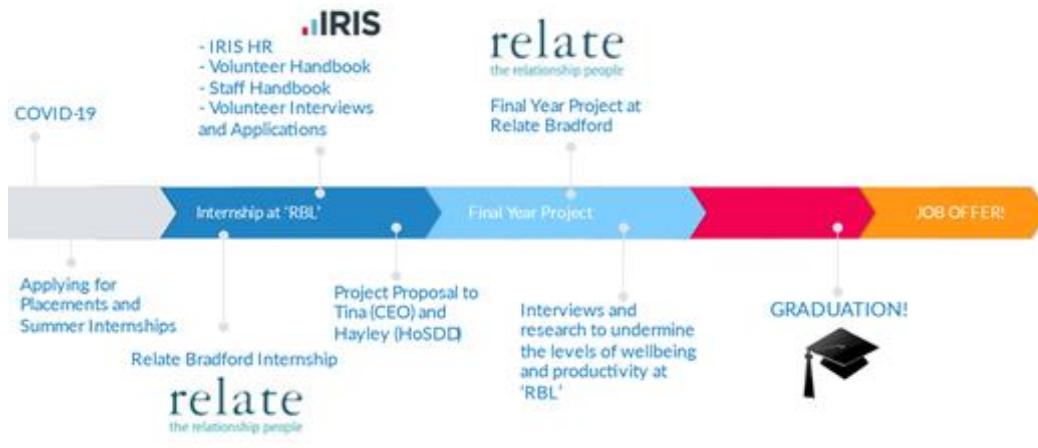 IRIS
- IRIS HR
- Volunteer Handbook
- Staff Handbook
- Volunteer Interviews
and Applications
relate
the relationship people
Final Year Project at
Relate Bradford
COVID-19
Internship at 'RBL'
Final Year Project
JOB OFFER!
Applying for
Placements and
Summer Internships
Relate Bradford Internship
relate
the relationship people
Project Proposal to
Tina (CEO) and
Hayley (HoSDD)
Interviews and
research to undermine
the levels of wellbeing
and productivity at
'RBL'
GRADUATION!